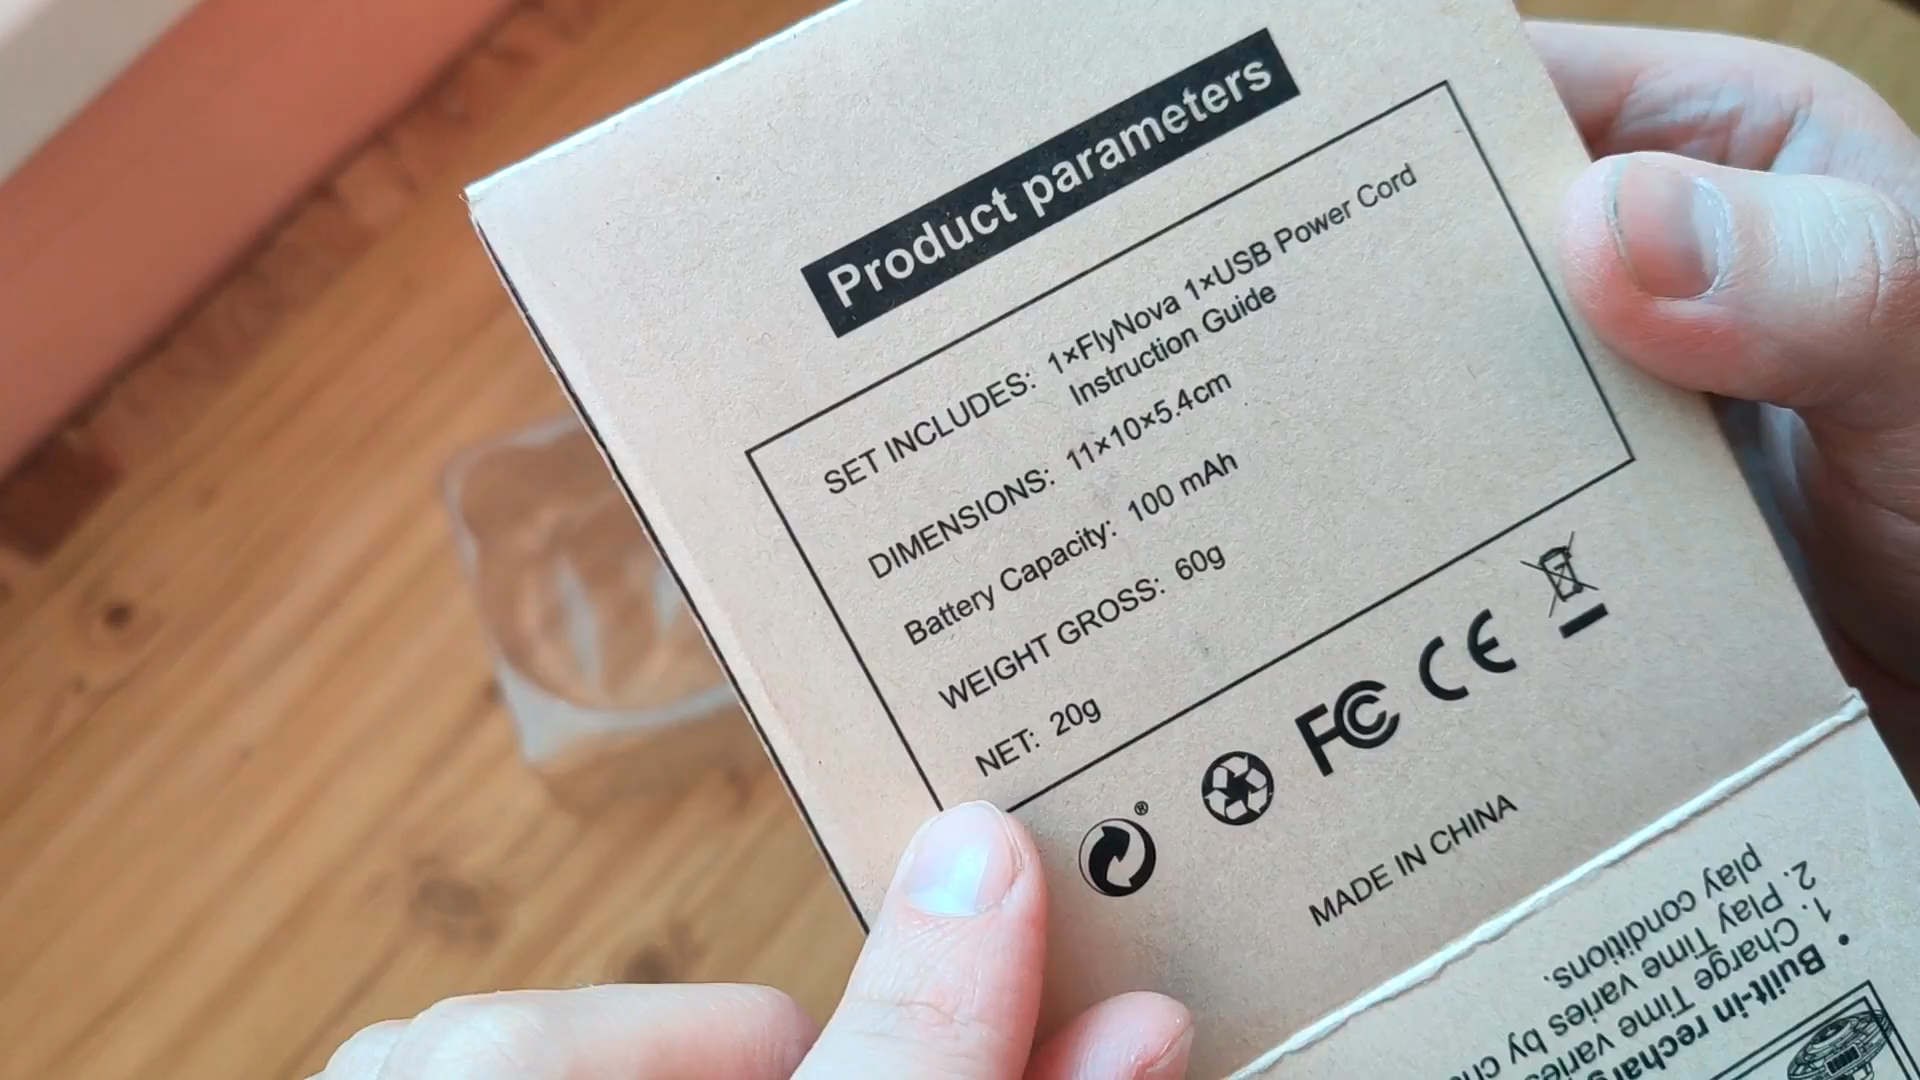 Product parameters
SET INCLUDES: 1×FlyNova 1×USB Power Cord
Instruction Guide
DIMENSIONS: 11×10×5.4cm
Battery Capacity: 100 mAh
WEIGHT GROSS: 60g
NET: 20g
®
FC CE
MADE IN CHINA
• Built-in
1. Charge Time
2. Play Time varies by
play conditions.